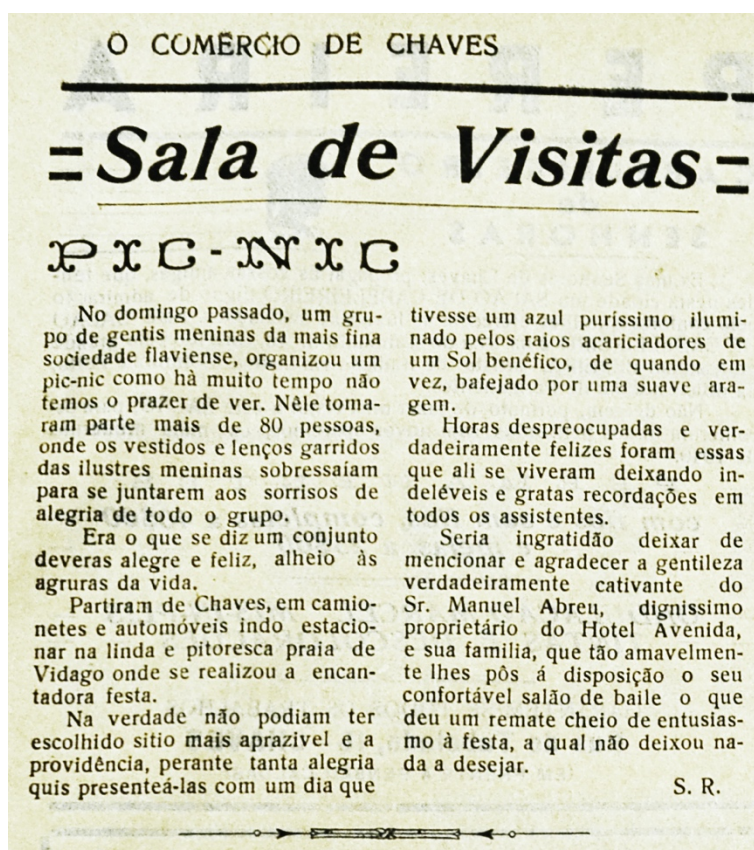 O COMÉRCIO DE CHAVES
Sala de Visitas
PIC-NIC
No domingo passado, um gru-
po de gentis meninas da mais fina
sociedade flaviense, organizou um
pic-nic como há muito tempo não
temos o prazer de ver. Nêle toma-
ram parte mais de 80 pessoas,
onde os vestidos e lenços garridos
das ilustres meninas sobressaíam
para se juntarem aos sorrisos de
alegria de todo o grupo.
Era o que se diz um conjunto
deveras alegre e feliz, alheio às
agruras da vida.
Partiram de Chaves, em camio-
netes e automóveis indo estacio-
nar na linda e pitoresca praia de
Vidago onde se realizou a encan-
tadora festa.
Na verdade não podiam ter
escolhido sitio mais aprazivel e a
providência, perante tanta alegria
quis presenteá-las com um dia que
tivesse um azul puríssimo ilumi-
nado pelos raios acariciadores de
um Sol benéfico, de quando em
vez, bafejado por uma suave ara-
gem.
Horas despreocupadas e ver-
dadeiramente felizes foram essas
que ali se viveram deixando in-
deléveis e gratas recordações em
todos os assistentes.
Seria ingratidão deixar de
mencionar e agradecer a gentileza
verdadeiramente cativante do
Sr. Manuel Abreu, dignissimo
proprietário do Hotel Avenida,
e sua familia, que tão amavelmen-
te lhes pôs á disposição o seu
confortável salão de baile o que
deu um remate cheio de entusias-
mo à festa, a qual não deixou na-
da a desejar.
S. R.